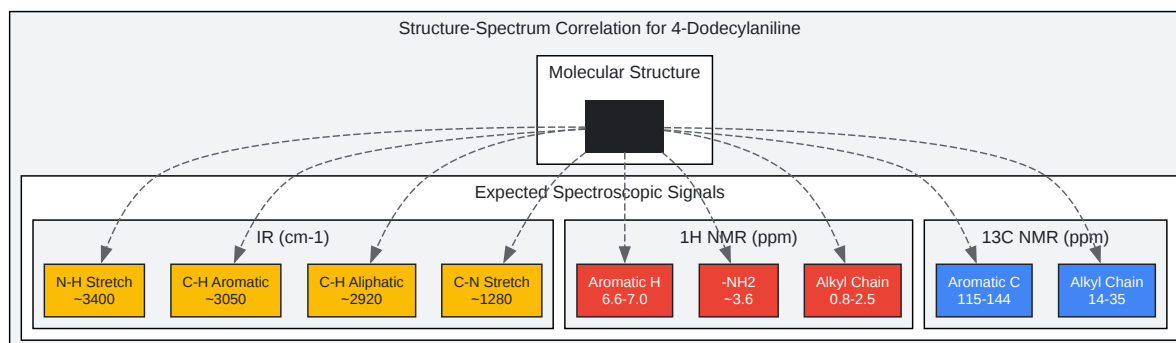 Structure-Spectrum Correlation for 4-Dodecylaniline
Molecular Structure
Expected Spectroscopic Signals
IR (cm-1)
N-H Stretch
~3400
C-H Aromatic
~3050
C-H Aliphatic
~2920
C-N Stretch
~1280
1H NMR (ppm)
Aromatic H
6.6-7.0
-NH2
~3.6
Alkyl Chain
0.8-2.5
13C NMR (ppm)
Aromatic C
115-144
Alkyl Chain
14-35